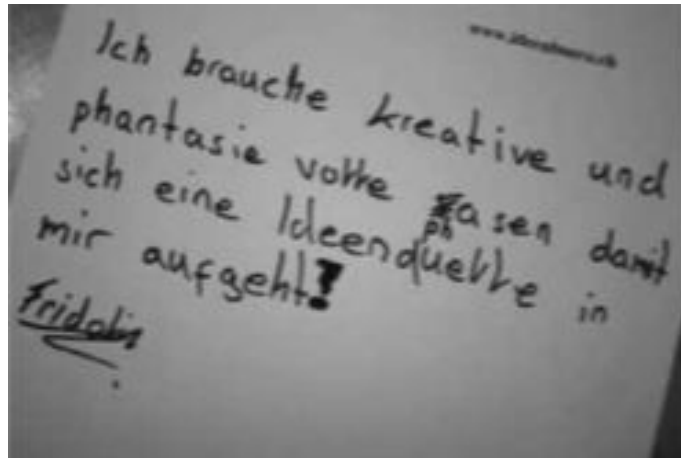 Ich brauche kreative und
phantasie volle phasen damit
sich eine Ideenquelle in
mir aufgeht!
Fridolin